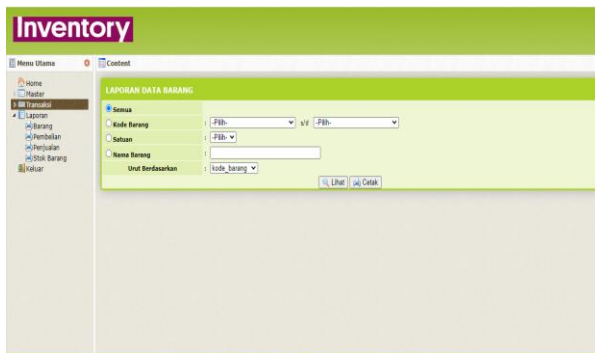 Inventory
Menu Utama
Content
Home
Master
Transaksi
Laporan
Barang
Pembelian
Penjualan
Stok Barang
Keluar
LAPORAN DATA BARANG
Semua
Kode Barang : -Pilih- s/d -Pilih-
Satuan : -Pilih-
Nama Barang :
Urut Berdasarkan : kode_barang
Lihat Cetak